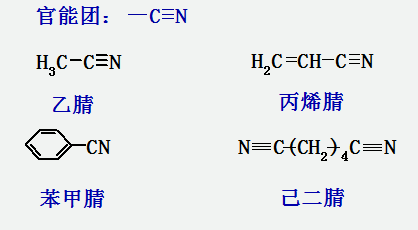 官能团： —C≡N
H3C—C≡N H2C=CH—C≡N
乙腈 丙烯腈
CN N≡C-(CH2)-4C≡N
苯甲腈 己二腈